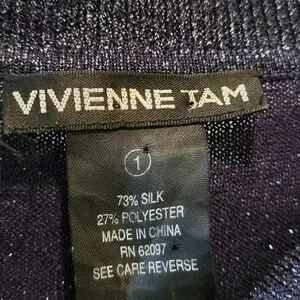 VIVIENNE TAM
1
73% SILK
27% POLYESTER
MADE IN CHINA
RN 62097
SEE CARE REVERSE